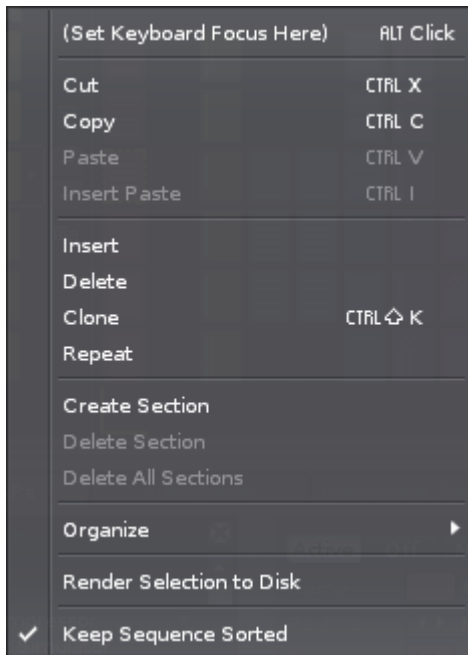 (Set Keyboard Focus Here) ALT Click
Cut CTRL X
Copy CTRL C
Paste CTRL V
Insert Paste CTRL I
Insert
Delete
Clone CTRL⇧ K
Repeat
Create Section
Delete Section
Delete All Sections
Organize
Render Selection to Disk
Keep Sequence Sorted